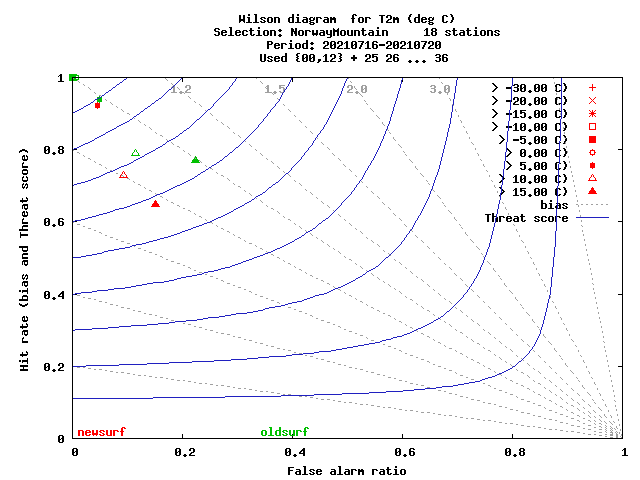 Wilson diagram  for T2m (deg C)
Selection: NorwayMountain     18 stations
Period: 20210716-20210720
Used {00,12} + 25 26 ... 36
1.2 1.5 2.0 3.0
> -30.00 C)
> -20.00 C)
> -15.00 C)
> -10.00 C)
> -5.00 C)
> 0.00 C)
> 5.00 C)
> 10.00 C)
> 15.00 C)
bias
Threat score
Hit rate (bias and Threat score)
1
0.8
0.6
0.4
0.2
0
newsurf oldsurf
0 0.2 0.4 0.6 0.8 1
False alarm ratio